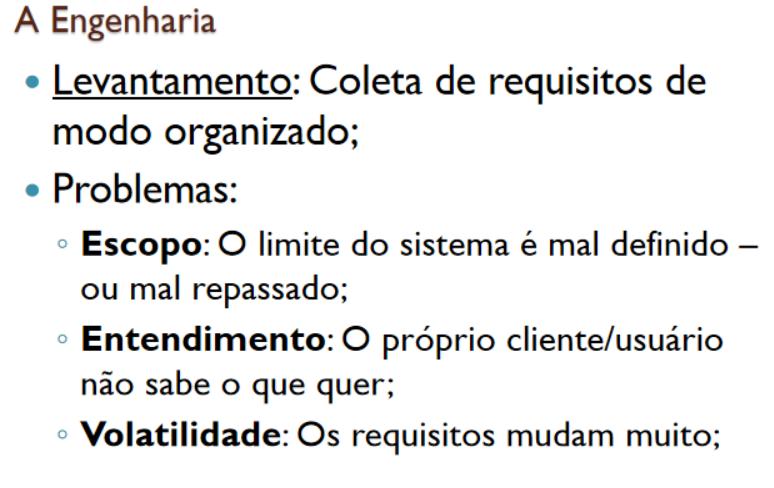 A Engenharia
• Levantamento: Coleta de requisitos de
modo organizado;
• Problemas:
◦ Escopo: O limite do sistema é mal definido –
ou mal repassado;
◦ Entendimento: O próprio cliente/usuário
não sabe o que quer;
◦ Volatilidade: Os requisitos mudam muito;